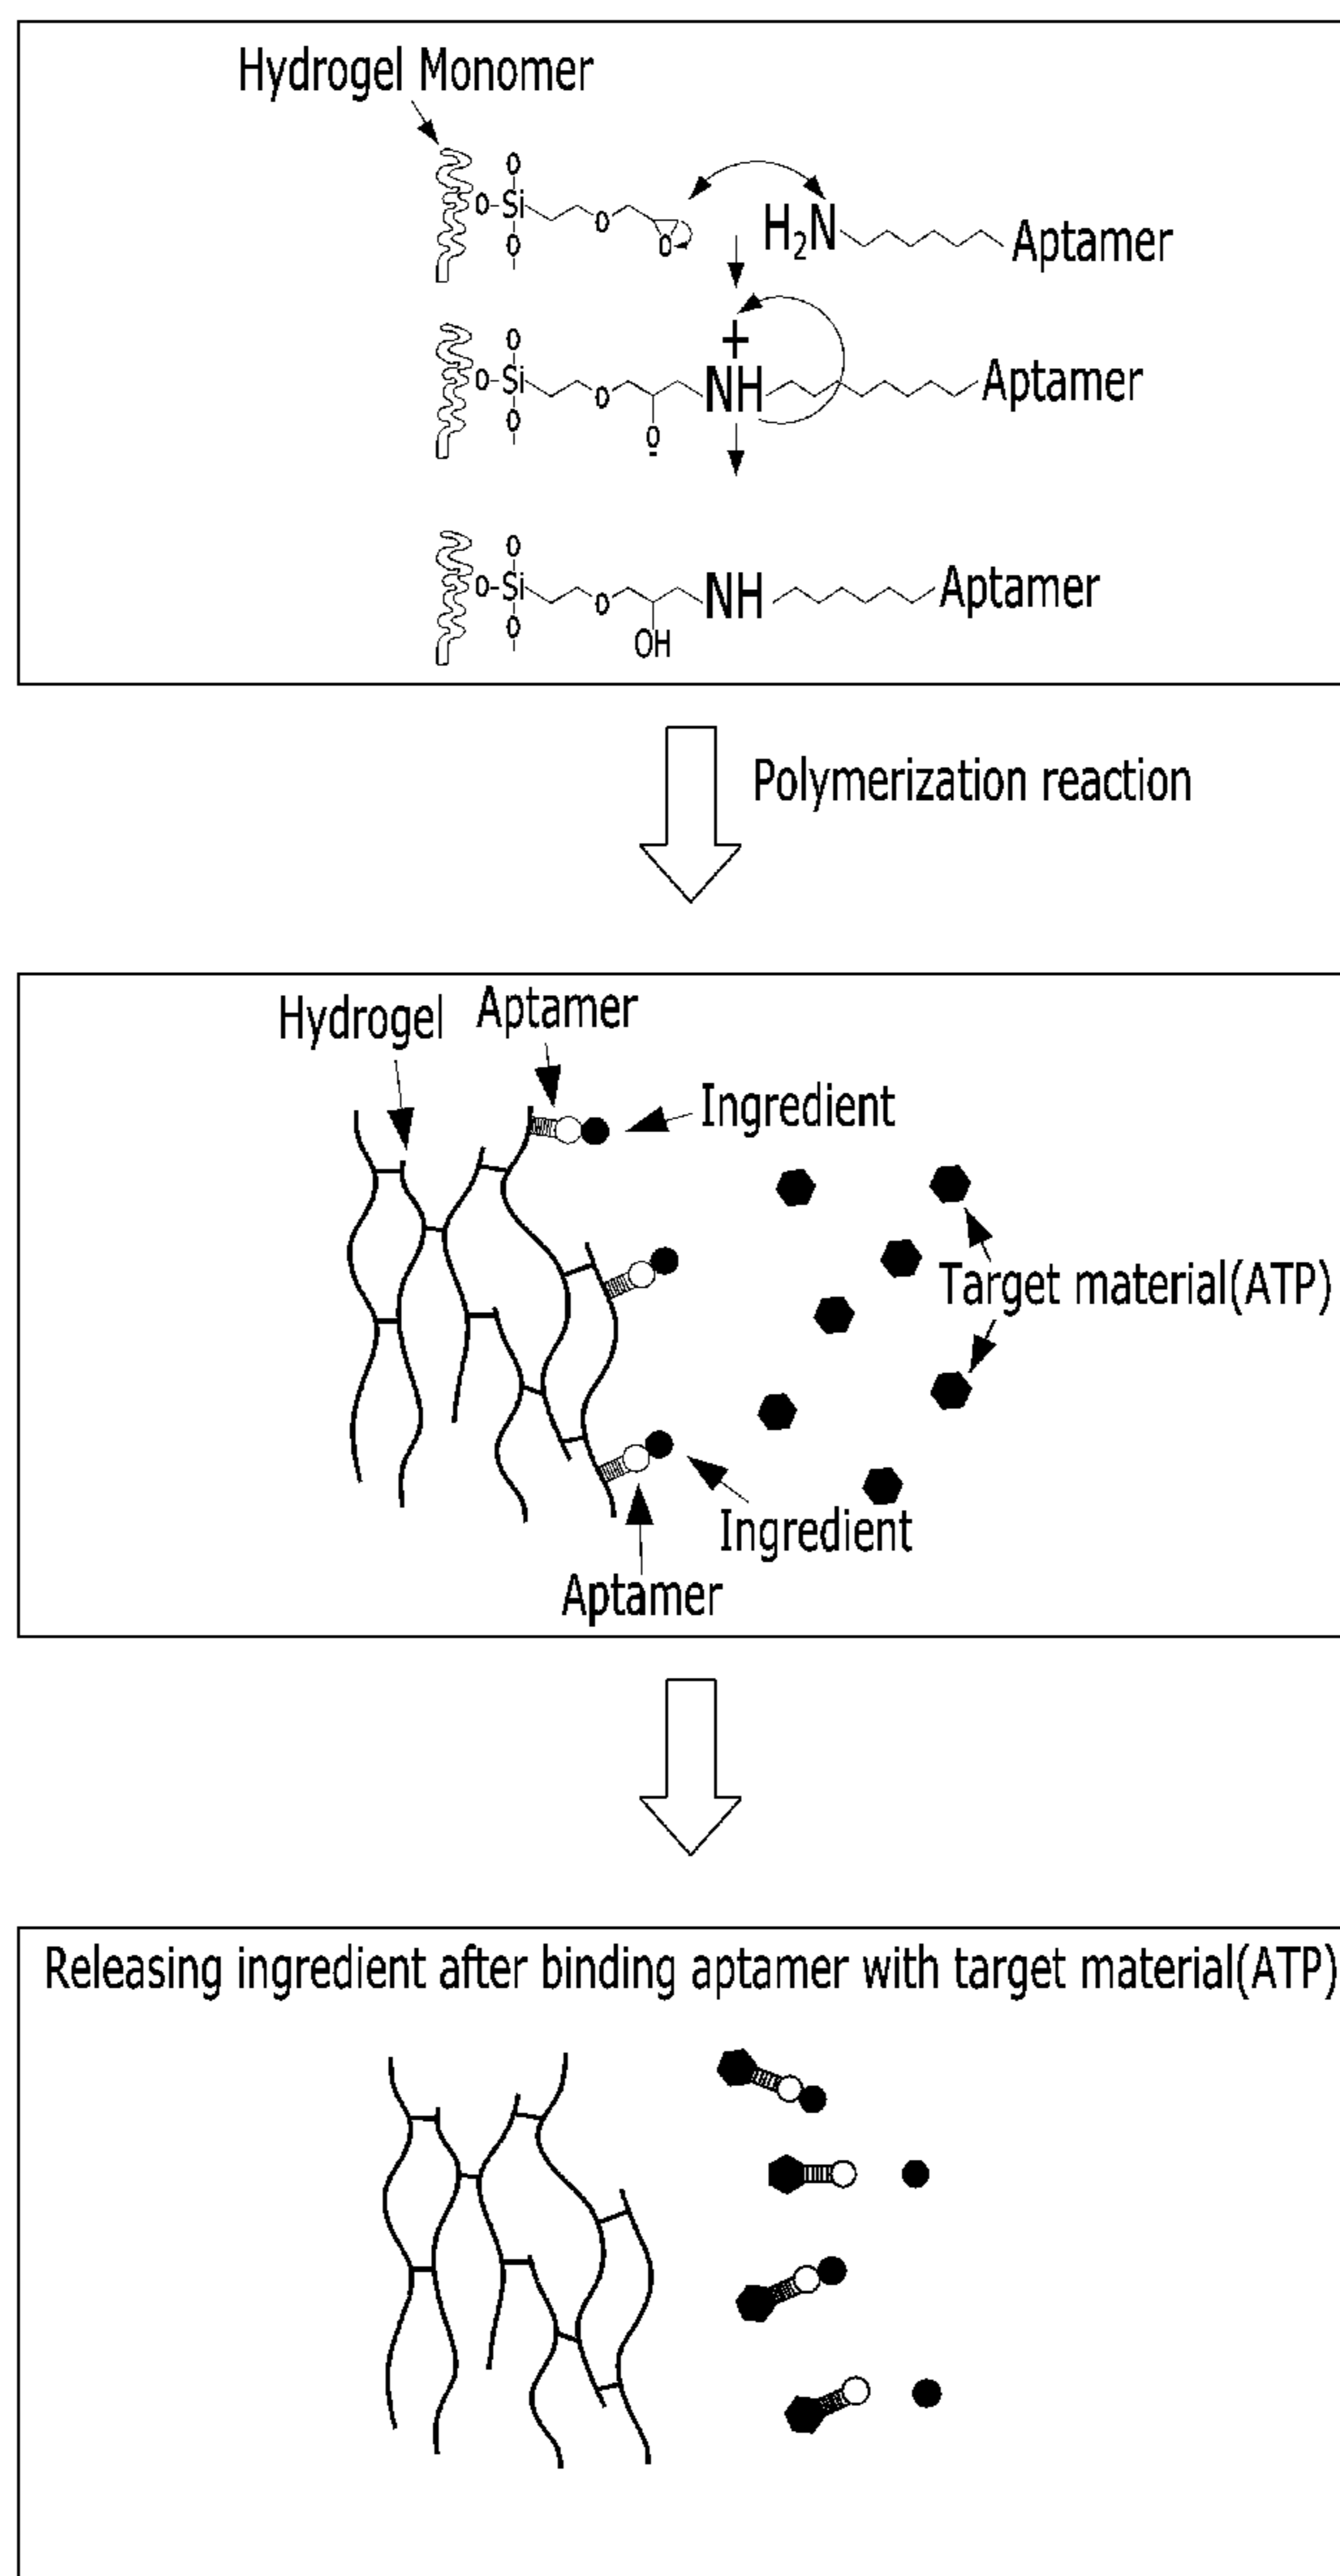 Hydrogel Monomer
O
O-Si
O
O
O
H₂N
Aptamer
+
O
O-Si
O
O
O
-
NH
Aptamer
O
O-Si
O
O
OH
NH
Aptamer
Polymerization reaction
Hydrogel
Aptamer
Ingredient
Target material(ATP)
Ingredient
Aptamer
Releasing ingredient after binding aptamer with target material(ATP)